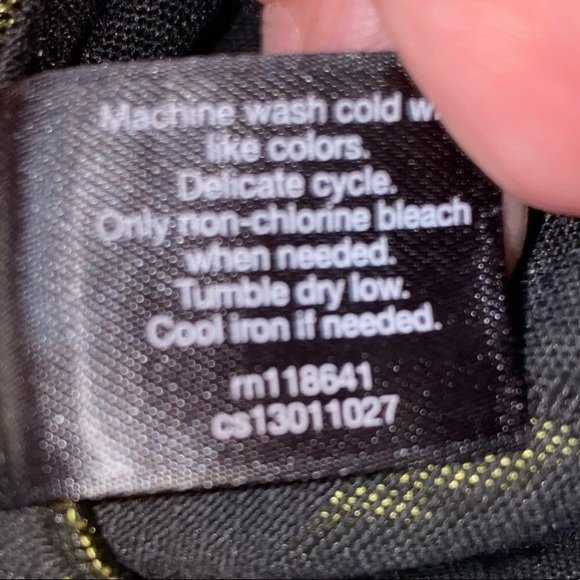 Machine wash cold w
like colors.
Delicate cycle.
Only non-chlorine bleach
when needed.
Tumble dry low.
Cool iron if needed.
rn118641
cs13011027